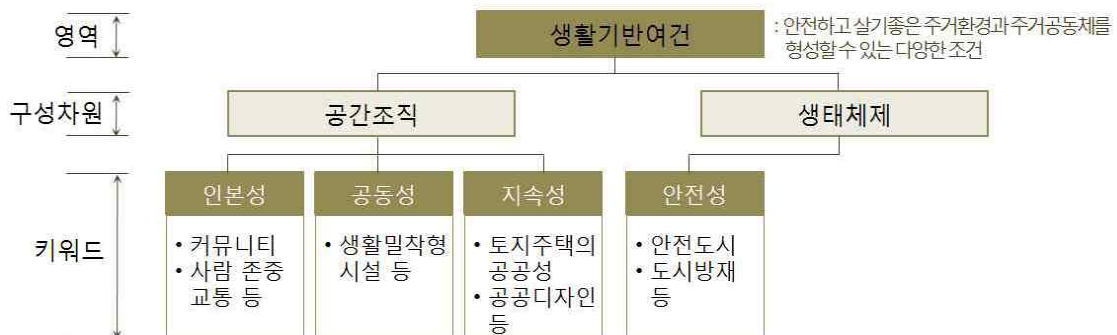 영역
생활기반여건
: 안전하고 살기좋은 주거환경과 주거공동체를
형성할 수 있는 다양한 조건
구성차원
공간조직
생태체제
키워드
인본성
• 커뮤니티
• 사람 존중
교통 등
공동성
• 생활밀착형
시설 등
지속성
• 토지주택의
공공성
• 공공디자인
등
안전성
• 안전도시
• 도시방재
등